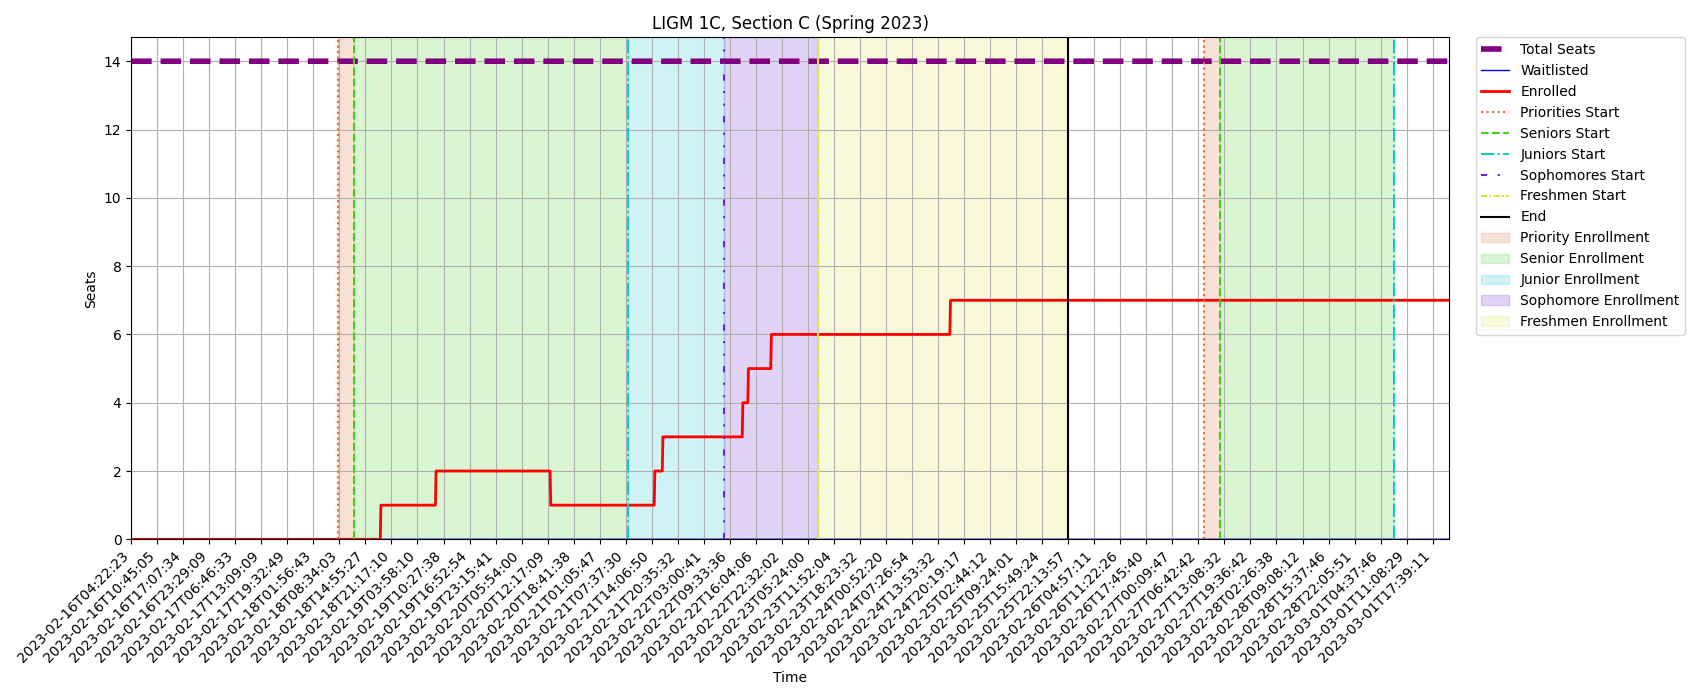 LIGM 1C, Section C (Spring 2023)
14
12
10
8
6
4
2
0
Seats
2023-02-16T04:22:23
2023-02-16T10:45:05
2023-02-16T17:07:34
2023-02-16T23:29:09
2023-02-17T06:46:33
2023-02-17T13:09:09
2023-02-17T19:32:49
2023-02-18T01:56:43
2023-02-18T08:34:03
2023-02-18T14:55:27
2023-02-18T21:17:10
2023-02-19T03:58:10
2023-02-19T10:27:38
2023-02-19T16:52:54
2023-02-19T23:15:41
2023-02-20T05:54:00
2023-02-20T12:17:09
2023-02-20T18:41:38
2023-02-21T01:05:47
2023-02-21T07:37:30
2023-02-21T14:06:50
2023-02-21T20:35:32
2023-02-22T03:00:41
2023-02-22T09:33:36
2023-02-22T16:04:06
2023-02-22T22:32:02
2023-02-23T05:24:00
2023-02-23T11:52:04
2023-02-23T18:23:32
2023-02-24T00:52:20
2023-02-24T07:26:54
2023-02-24T13:53:32
2023-02-24T20:19:17
2023-02-25T02:44:12
2023-02-25T09:24:01
2023-02-25T15:49:24
2023-02-25T22:13:57
2023-02-26T04:57:11
2023-02-26T11:22:26
2023-02-26T17:45:40
2023-02-27T00:09:47
2023-02-27T06:42:42
2023-02-27T13:08:32
2023-02-27T19:36:42
2023-02-28T02:26:38
2023-02-28T09:08:12
2023-02-28T15:37:46
2023-02-28T22:05:51
2023-03-01T04:37:46
2023-03-01T11:08:29
2023-03-01T17:39:11
Time
Total Seats
Waitlisted
Enrolled
Priorities Start
Seniors Start
Juniors Start
Sophomores Start
Freshmen Start
End
Priority Enrollment
Senior Enrollment
Junior Enrollment
Sophomore Enrollment
Freshmen Enrollment